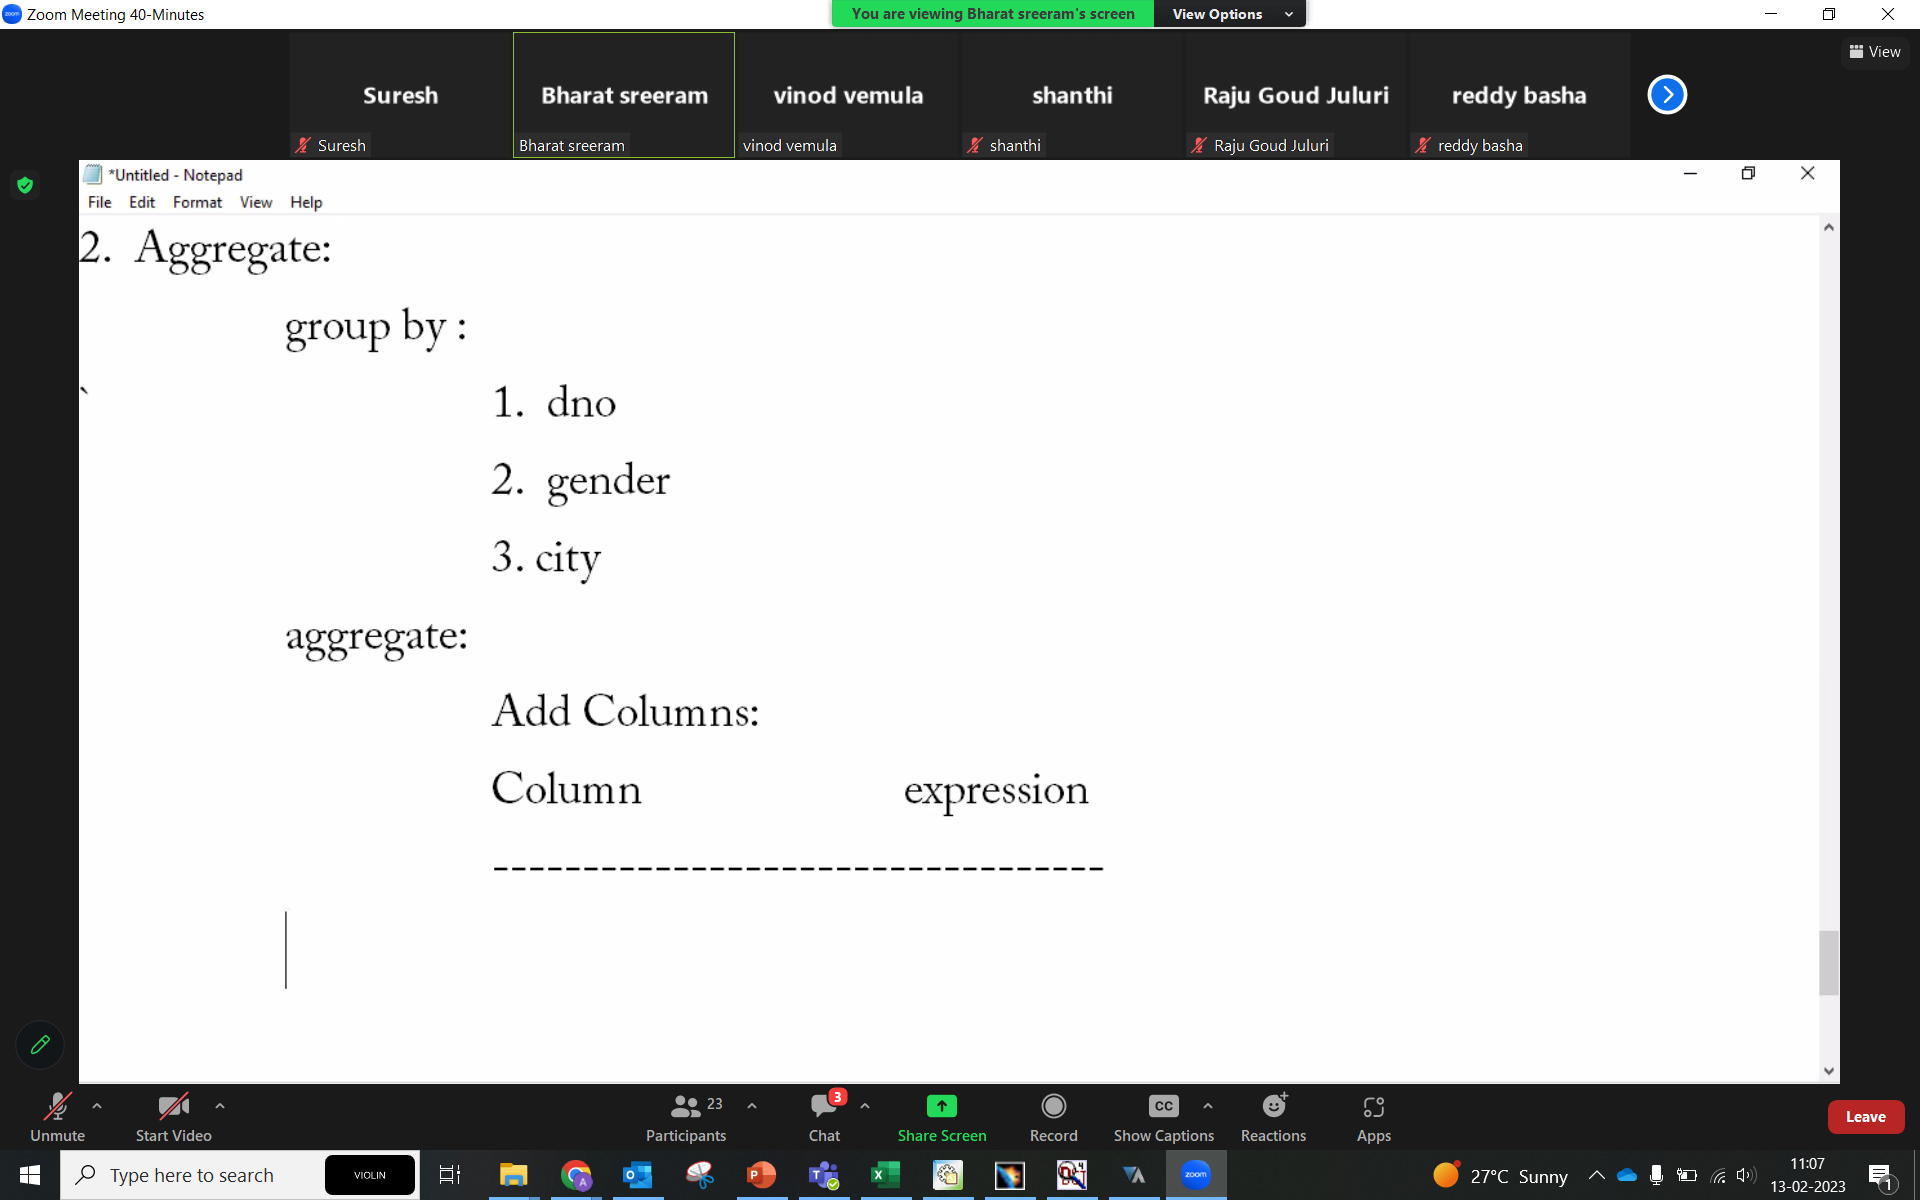 Zoom Meeting 40-Minutes
You are viewing Bharat sreeram's screen
View Options
View
Suresh
Bharat sreeram
vinod vemula
shanthi
Raju Goud Juluri
reddy basha
Suresh
Bharat sreeram
vinod vemula
shanthi
Raju Goud Juluri
reddy basha
*Untitled - Notepad
File Edit Format View Help
2. Aggregate:
group by :
`
1. dno
2. gender
3. city
aggregate:
Add Columns:
Column expression
----------------------------------
Unmute
Start Video
23
Participants
3
Chat
Share Screen
Record
CC
Show Captions
Reactions
Apps
Leave
Type here to search
VIOLIN
zoom
27°C Sunny
11:07
13-02-2023
1